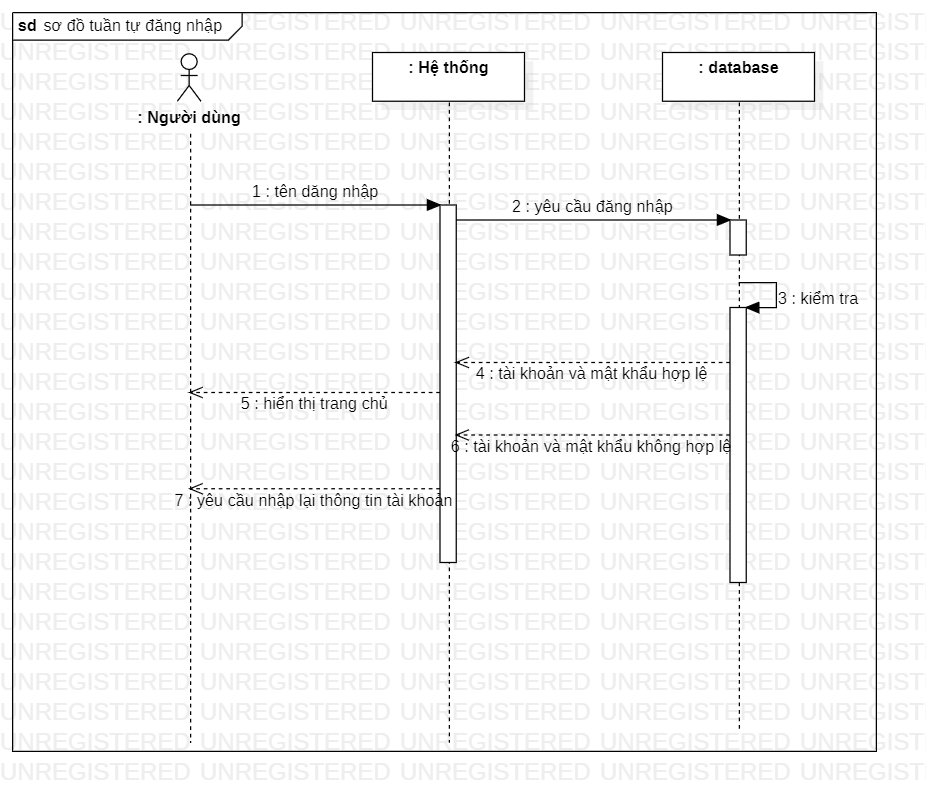 sd sơ đồ tuần tự đăng nhập
: Người dùng
: Hệ thống
: database
1 : tên dăng nhập
2 : yêu cầu đăng nhập
3 : kiểm tra
4 : tài khoản và mật khẩu hợp lệ
5 : hiển thị trang chủ
6 : tài khoản và mật khẩu không hợp lệ
7 : yêu cầu nhập lại thông tin tài khoản
UNREGISTERED UNREGISTERED UNREGISTERED UNREGISTERED UNREGIST